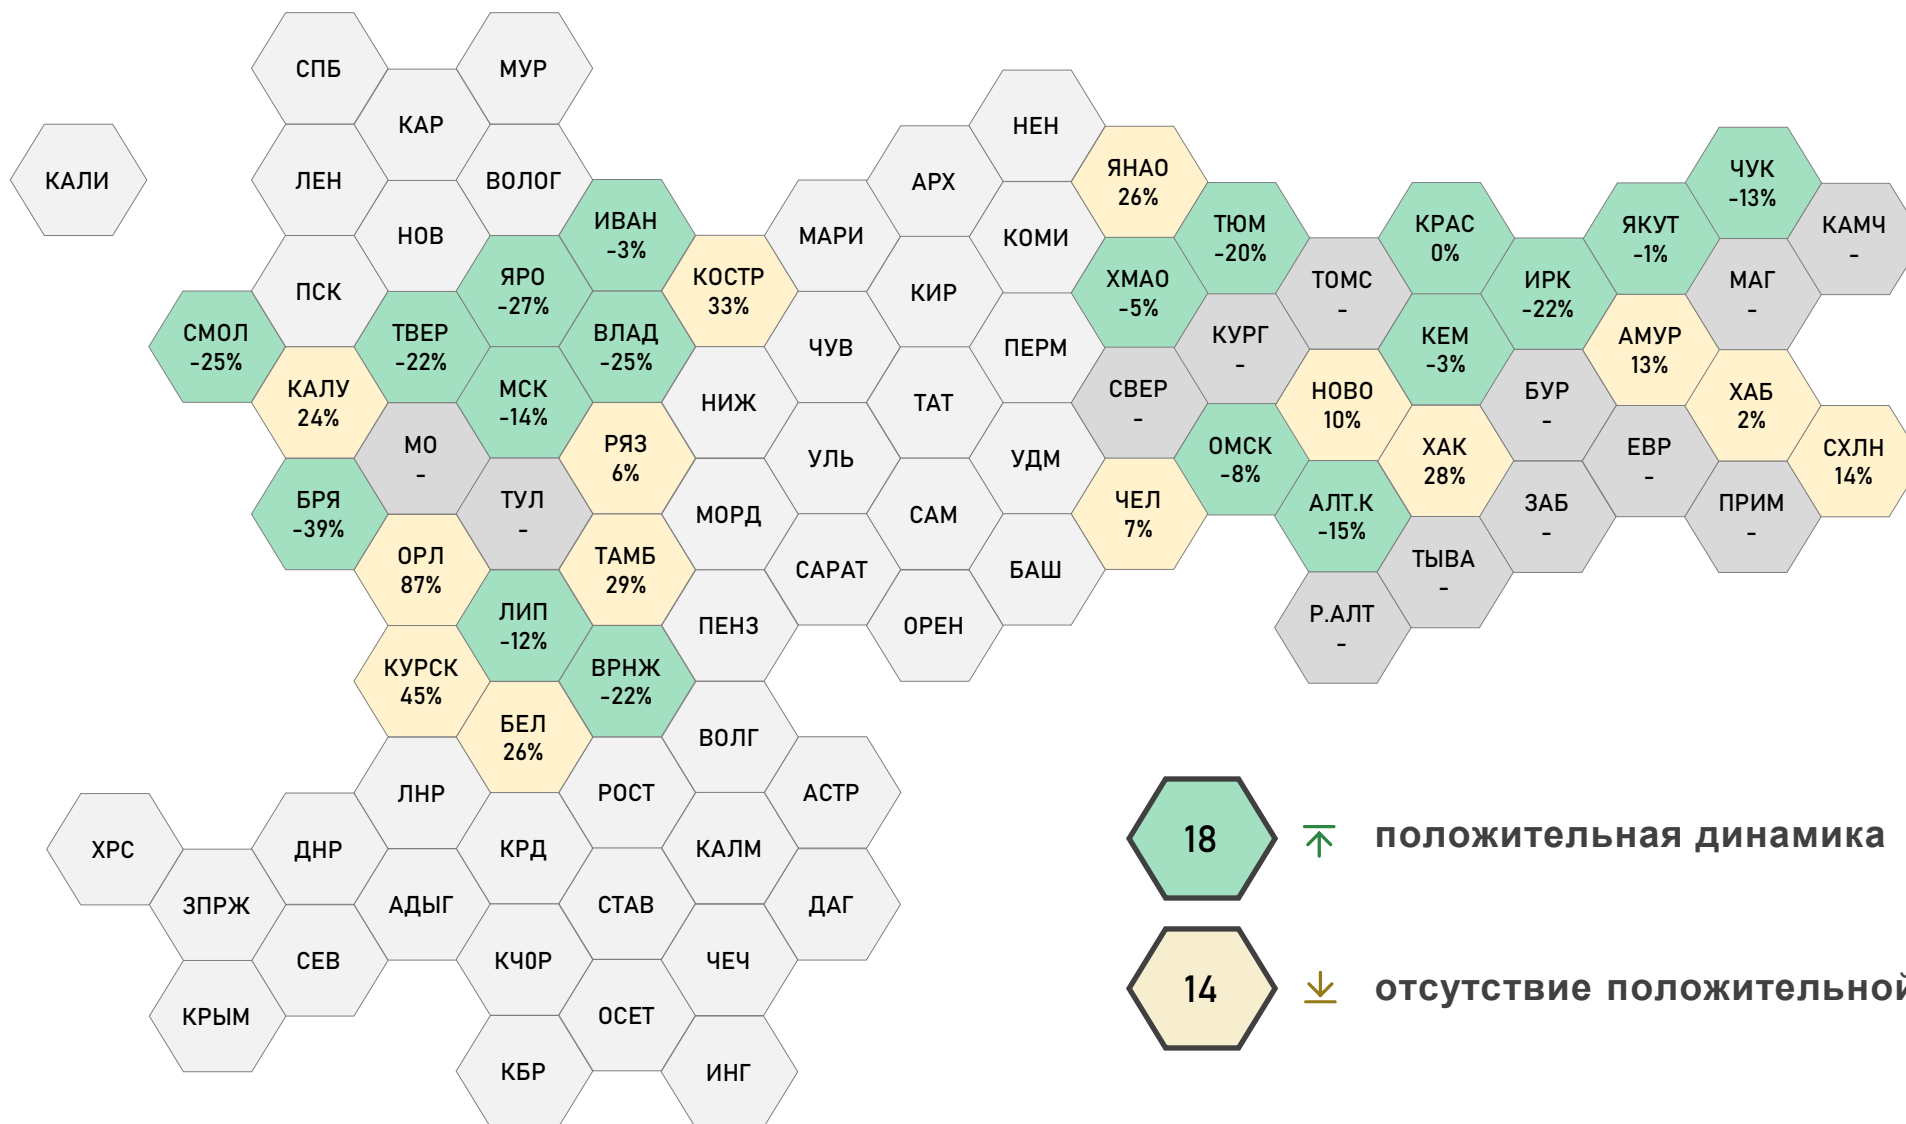 СПБ
МУР
КАР
НЕН
КАЛИ
ЛЕН
ВОЛОГ
АРХ
ЯНАО
26%
ЧУК
-13%
НОВ
ИВАН
-3%
МАРИ
КОМИ
ТЮМ
-20%
КРАС
0%
ЯКУТ
-1%
КАМЧ
-
ПСК
ЯРО
-27%
КОСТР
33%
КИР
ХМАО
-5%
ТОМС
-
ИРК
-22%
МАГ
-
СМОЛ
-25%
ТВЕР
-22%
ВЛАД
-25%
ЧУВ
ПЕРМ
КУРГ
-
КЕМ
-3%
АМУР
13%
КАЛУ
24%
МСК
-14%
НИЖ
ТАТ
СВЕР
-
НОВО
10%
БУР
-
ХАБ
2%
МО
-
РЯЗ
6%
УЛЬ
УДМ
ОМСК
-8%
ХАК
28%
ЕВР
-
СХЛН
14%
БРЯ
-39%
ТУЛ
-
МОРД
САМ
ЧЕЛ
7%
АЛТ.К
-15%
ЗАБ
-
ПРИМ
-
ОРЛ
87%
ТАМБ
29%
САРАТ
БАШ
ТЫВА
-
ЛИП
-12%
ПЕНЗ
ОРЕН
Р.АЛТ
-
КУРСК
45%
ВРНЖ
-22%
БЕЛ
26%
ВОЛГ
ЛНР
РОСТ
АСТР
ХРС
ДНР
КРД
КАЛМ
18
положительная динамика
ЗПРЖ
АДЫГ
СТАВ
ДАГ
СЕВ
КЧ0Р
ЧЕЧ
14
отсутствие положительной
КРЫМ
ОСЕТ
КБР
ИНГ